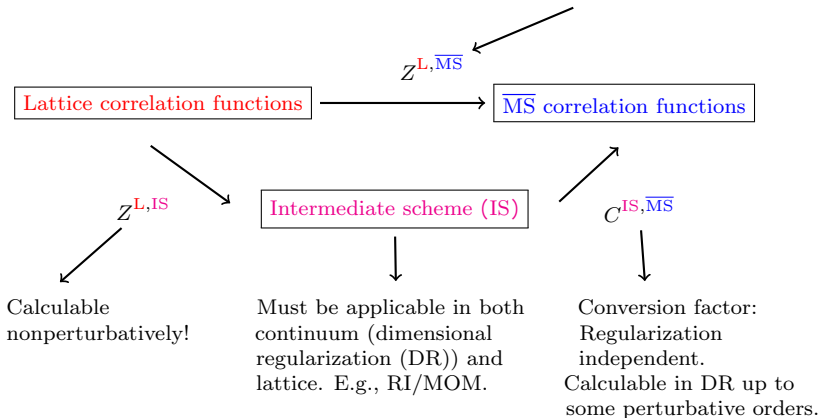 Z^{L,\overline{MS}}
Lattice correlation functions
\overline{MS} correlation functions
Z^{L,IS}
Intermediate scheme (IS)
C^{IS,\overline{MS}}
Calculable
nonperturbatively!
Must be applicable in both
continuum (dimensional
regularization (DR)) and
lattice. E.g., RI/MOM.
Conversion factor:
Regularization
independent.
Calculable in DR up to
some perturbative orders.